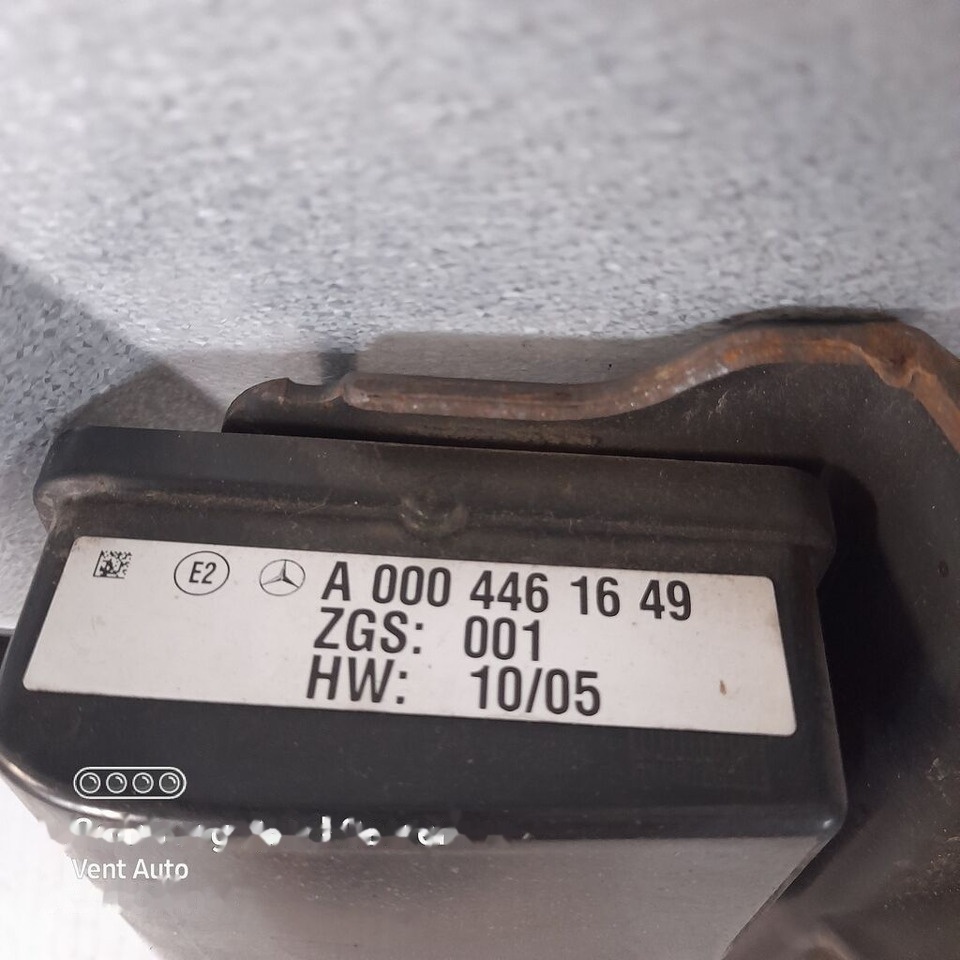 E2 A 000 446 16 49
ZGS: 001
HW: 10/05
Vent Auto